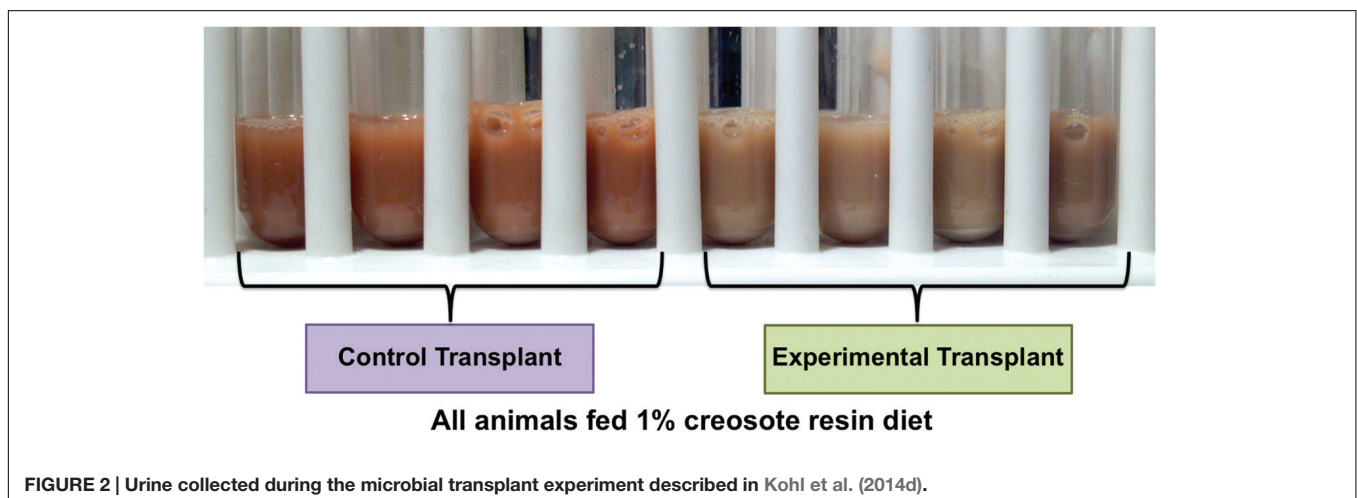 Control Transplant
Experimental Transplant
All animals fed 1% creosote resin diet
FIGURE 2 | Urine collected during the microbial transplant experiment described in Kohl et al. (2014d).